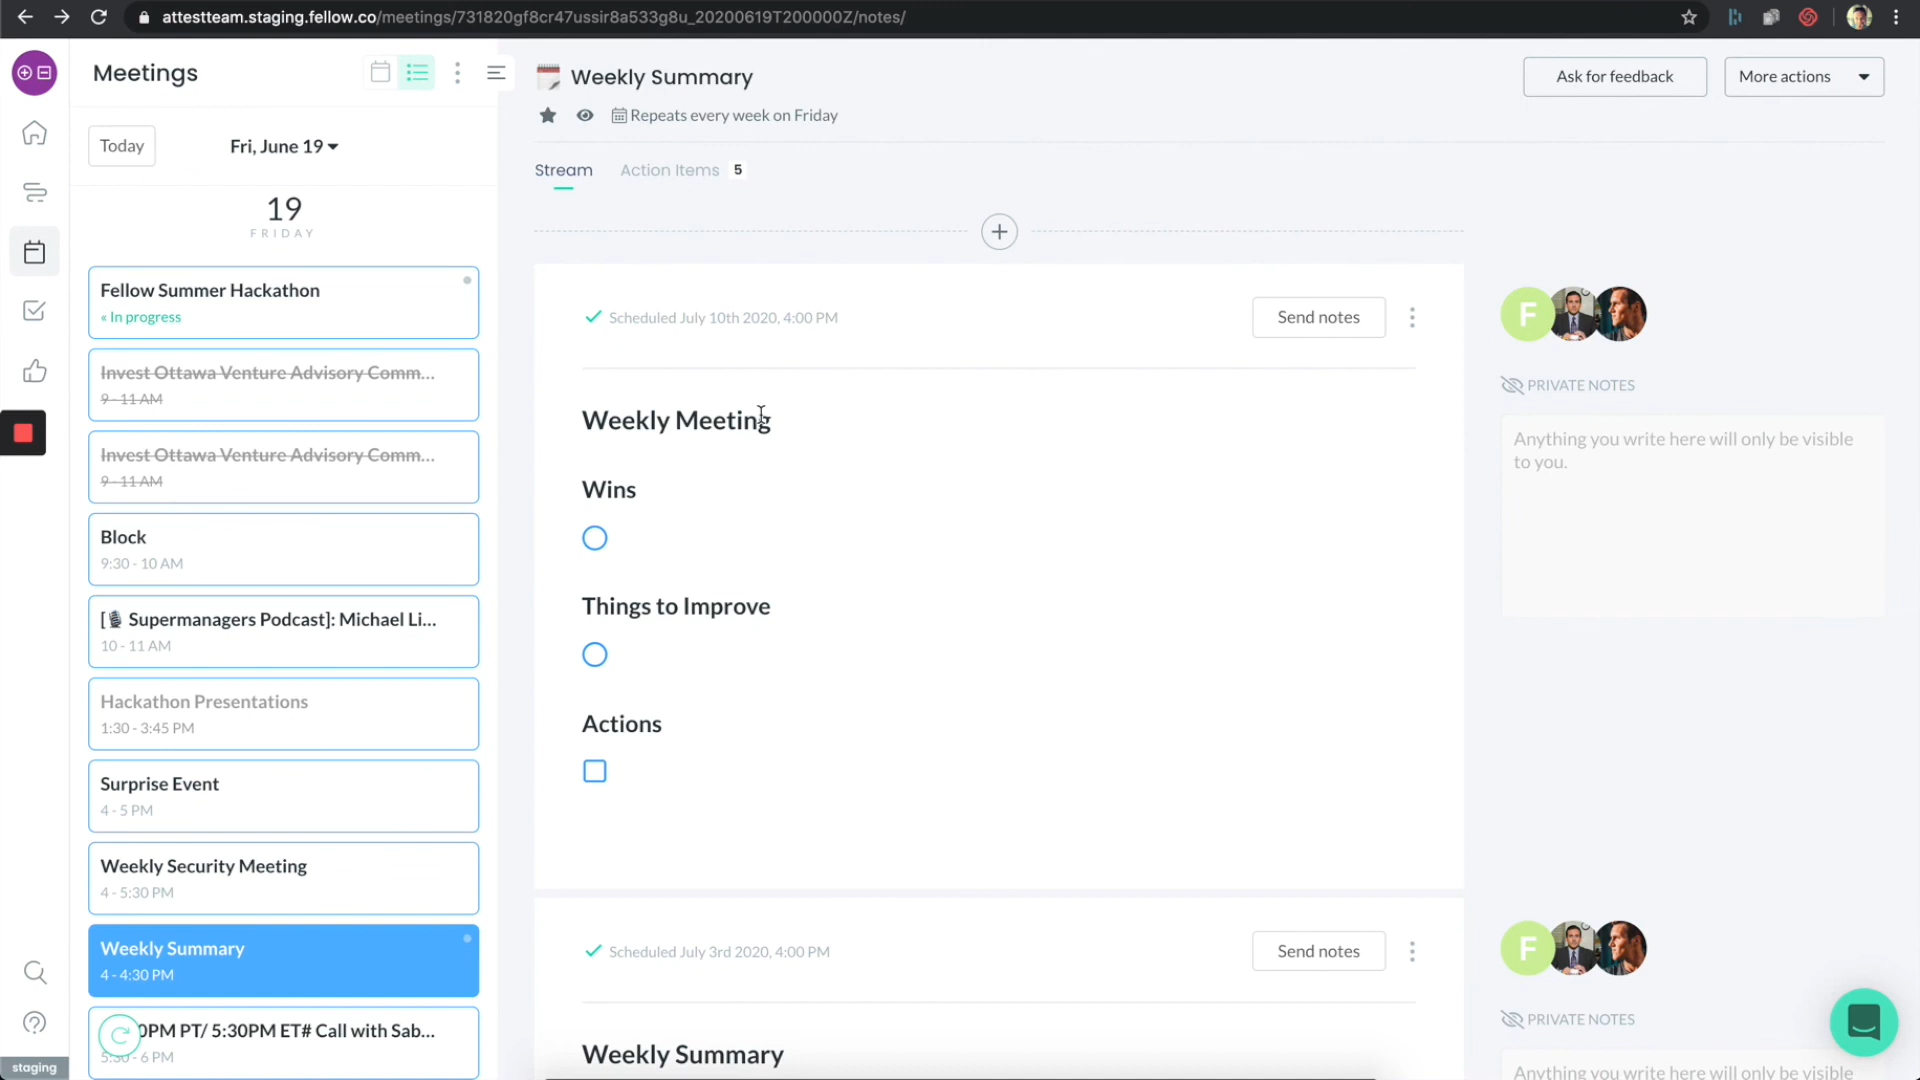 attestteam.staging.fellow.co/meetings/731820gf8cr47ussir8a533g8u_20200619T200000Z/notes/
Meetings
Today
Fri, June 19
19
FRIDAY
Fellow Summer Hackathon
« In progress
Invest Ottawa Venture Advisory Comm...
9 - 11 AM
Invest Ottawa Venture Advisory Comm...
9 - 11 AM
Block
9:30 - 10 AM
[🎙 Supermanagers Podcast]: Michael Li...
10 - 11 AM
Hackathon Presentations
1:30 - 3:45 PM
Surprise Event
4 - 5 PM
Weekly Security Meeting
4 - 5:30 PM
Weekly Summary
4 - 4:30 PM
0PM PT/ 5:30PM ET# Call with Sab...
5:30 - 6 PM
staging
Weekly Summary
Ask for feedback
More actions
Repeats every week on Friday
Stream
Action Items 5
Scheduled July 10th 2020, 4:00 PM
Send notes
Weekly Meeting
Wins
Things to Improve
Actions
F
PRIVATE NOTES
Anything you write here will only be visible
to you.
Scheduled July 3rd 2020, 4:00 PM
Send notes
Weekly Summary
F
PRIVATE NOTES
Anything you write here will only be visible